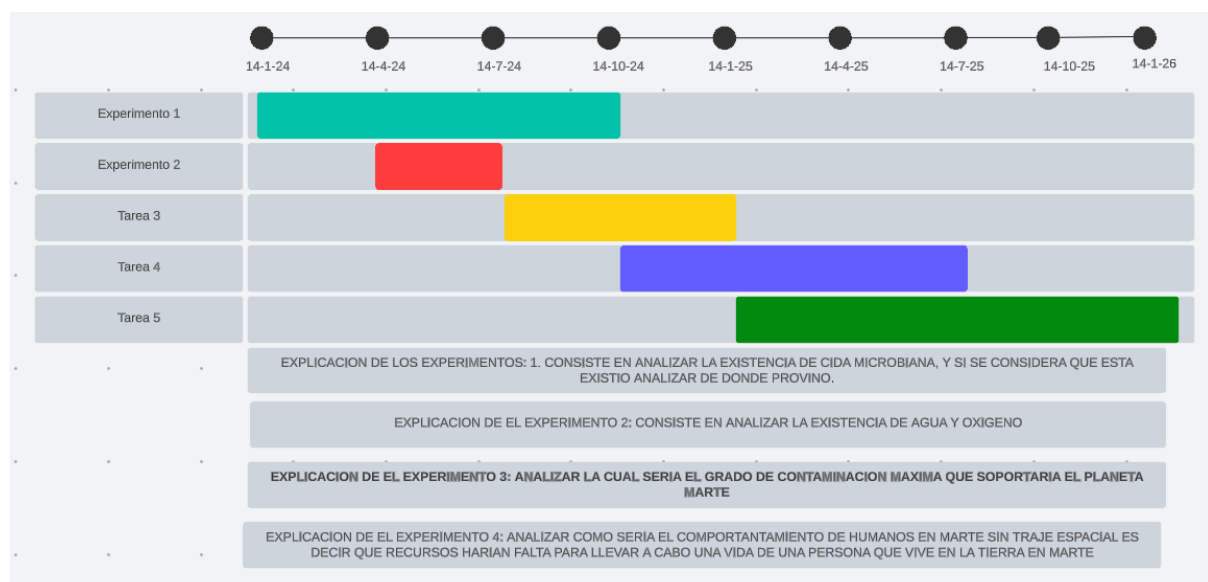 14-1-24 14-4-24 14-7-24 14-10-24 14-1-25 14-4-25 14-7-25 14-10-25 14-1-26
Experimento 1
Experimento 2
Tarea 3
Tarea 4
Tarea 5
EXPLICACION DE LOS EXPERIMENTOS: 1. CONSISTE EN ANALIZAR LA EXISTENCIA DE CIDA MICROBIANA, Y SI SE CONSIDERA QUE ESTA
EXISTIO ANALIZAR DE DONDE PROVINO.
EXPLICACION DE EL EXPERIMENTO 2: CONSISTE EN ANALIZAR LA EXISTENCIA DE AGUA Y OXIGENO
EXPLICACION DE EL EXPERIMENTO 3: ANALIZAR LA CUAL SERIA EL GRADO DE CONTAMINACION MAXIMA QUE SOPORTARIA EL PLANETA
MARTE
EXPLICACION DE EL EXPERIMENTO 4: ANALIZAR COMO SERIA EL COMPORTANTAMIENTO DE HUMANOS EN MARTE SIN TRAJE ESPACIAL ES
DECIR QUE RECURSOS HARIAN FALTA PARA LLEVAR A CABO UNA VIDA DE UNA PERSONA QUE VIVE EN LA TIERRA EN MARTE